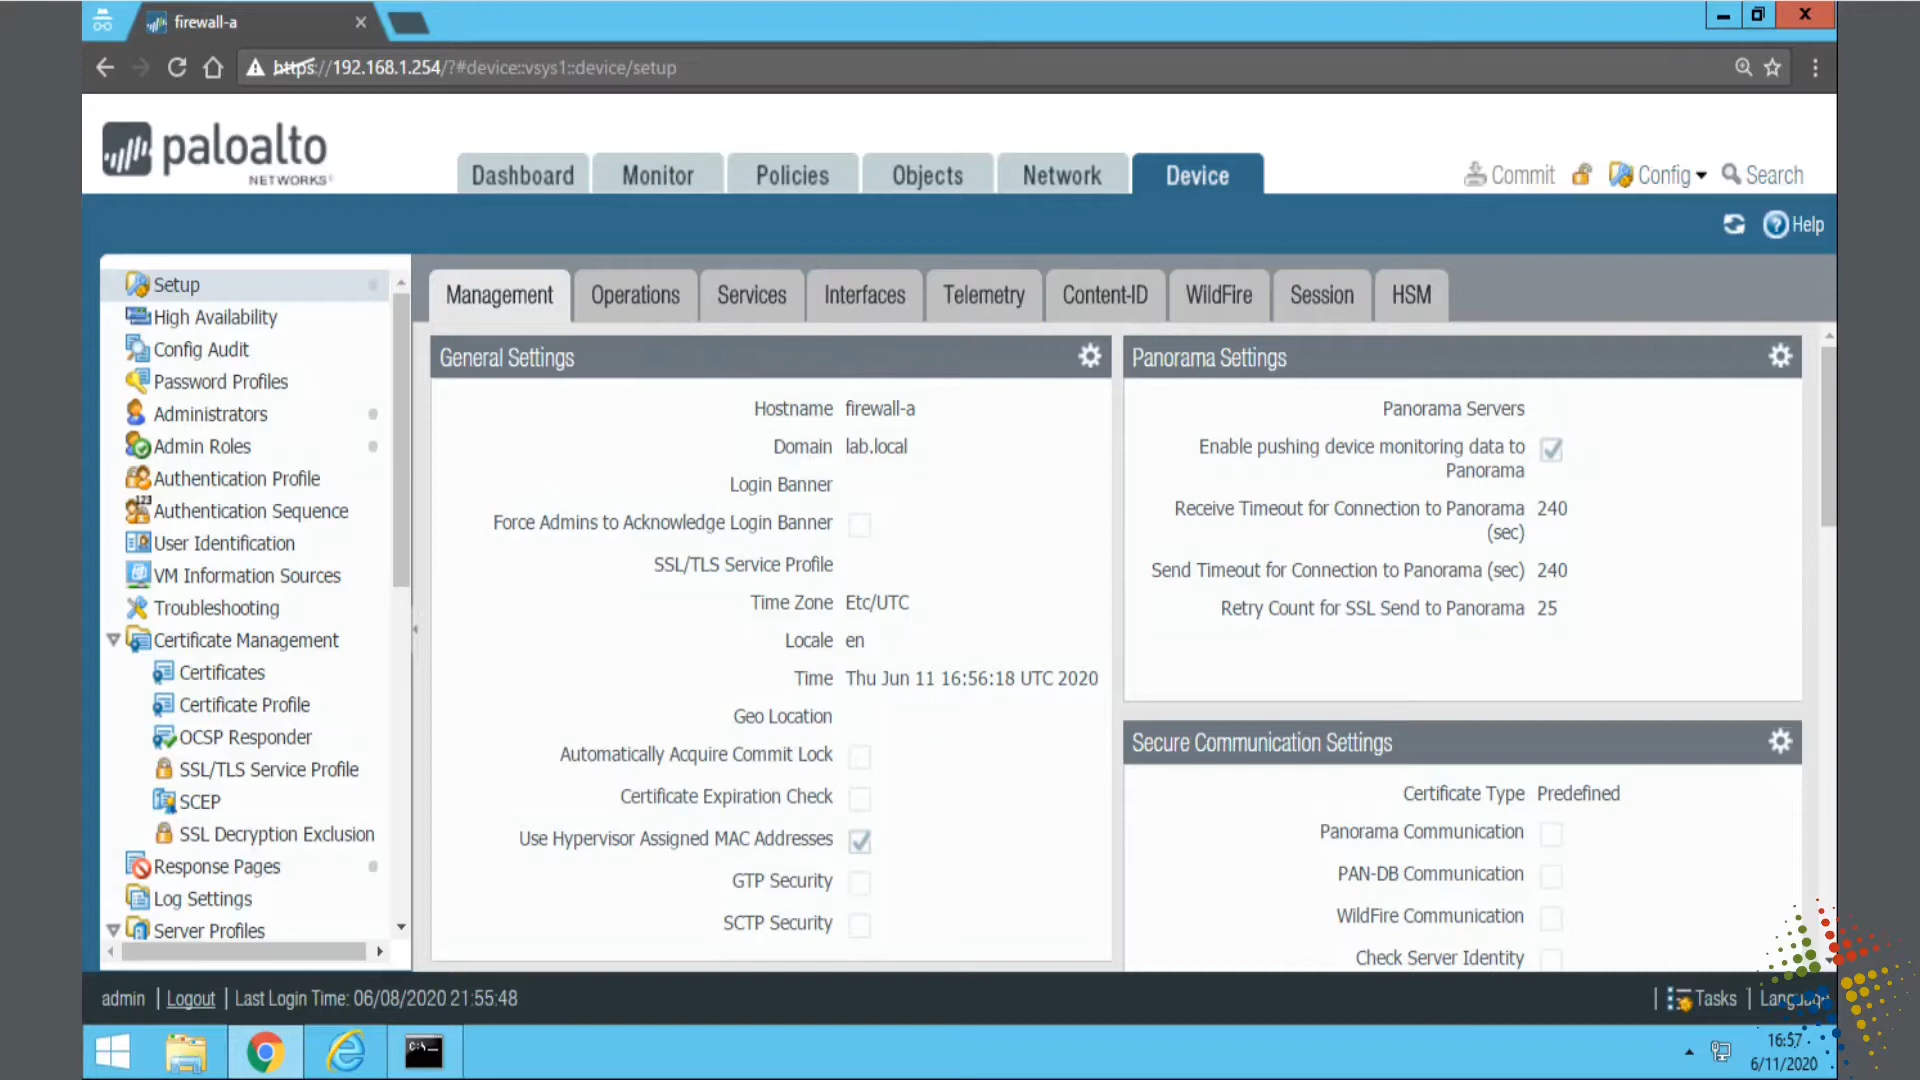 firewall-a
https://192.168.1.254/?#device::vsys1::device/setup
paloalto
NETWORKS
Dashboard
Monitor
Policies
Objects
Network
Device
Commit
Config
Search
Help
Setup
High Availability
Config Audit
Password Profiles
Administrators
Admin Roles
Authentication Profile
Authentication Sequence
User Identification
VM Information Sources
Troubleshooting
Certificate Management
Certificates
Certificate Profile
OCSP Responder
SSL/TLS Service Profile
SCEP
SSL Decryption Exclusion
Response Pages
Log Settings
Server Profiles
Management
Operations
Services
Interfaces
Telemetry
Content-ID
WildFire
Session
HSM
General Settings
Hostname firewall-a
Domain lab.local
Login Banner
Force Admins to Acknowledge Login Banner
SSL/TLS Service Profile
Time Zone Etc/UTC
Locale en
Time Thu Jun 11 16:56:18 UTC 2020
Geo Location
Automatically Acquire Commit Lock
Certificate Expiration Check
Use Hypervisor Assigned MAC Addresses
GTP Security
SCTP Security
Panorama Settings
Panorama Servers
Enable pushing device monitoring data to
Panorama
Receive Timeout for Connection to Panorama 240
(sec)
Send Timeout for Connection to Panorama (sec) 240
Retry Count for SSL Send to Panorama 25
Secure Communication Settings
Certificate Type Predefined
Panorama Communication
PAN-DB Communication
WildFire Communication
Check Server Identity
admin | Logout | Last Login Time: 06/08/2020 21:55:48
| Tasks | Language
16:57
6/11/2020